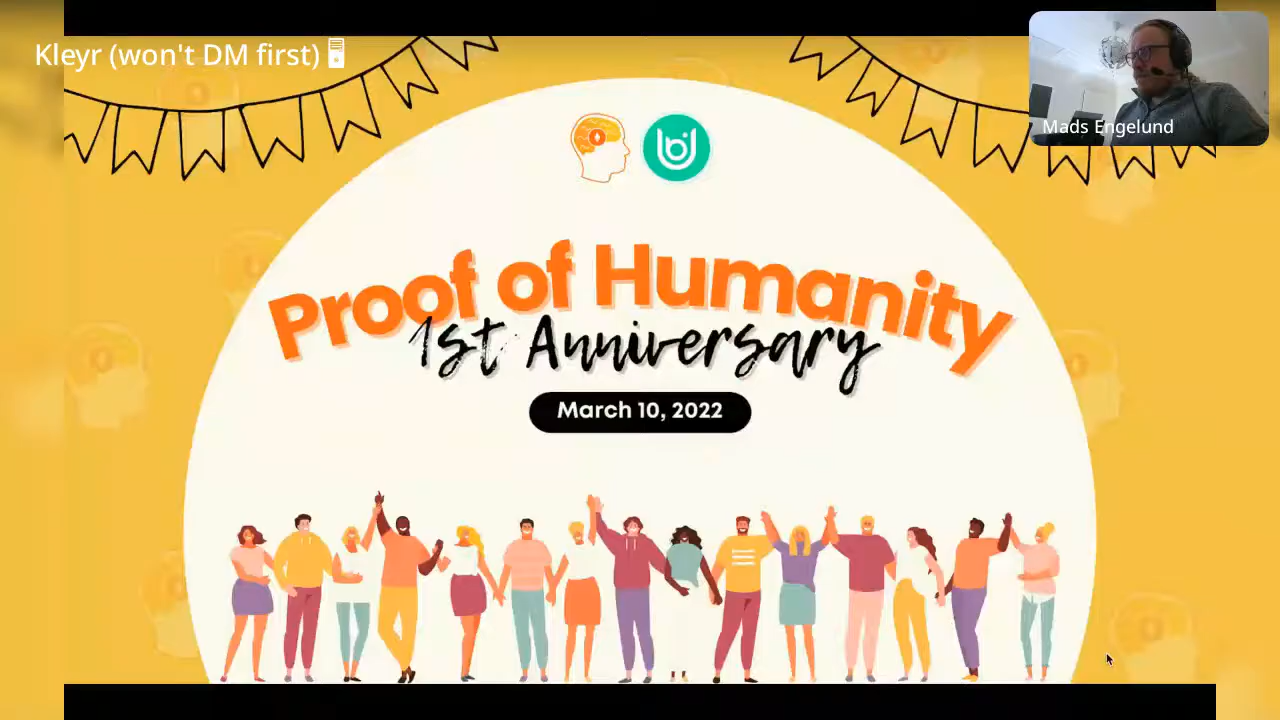 Kleyr (won't DM first) 🖥
Mads Engelund
Proof of Humanity
1st Anniversary
March 10, 2022